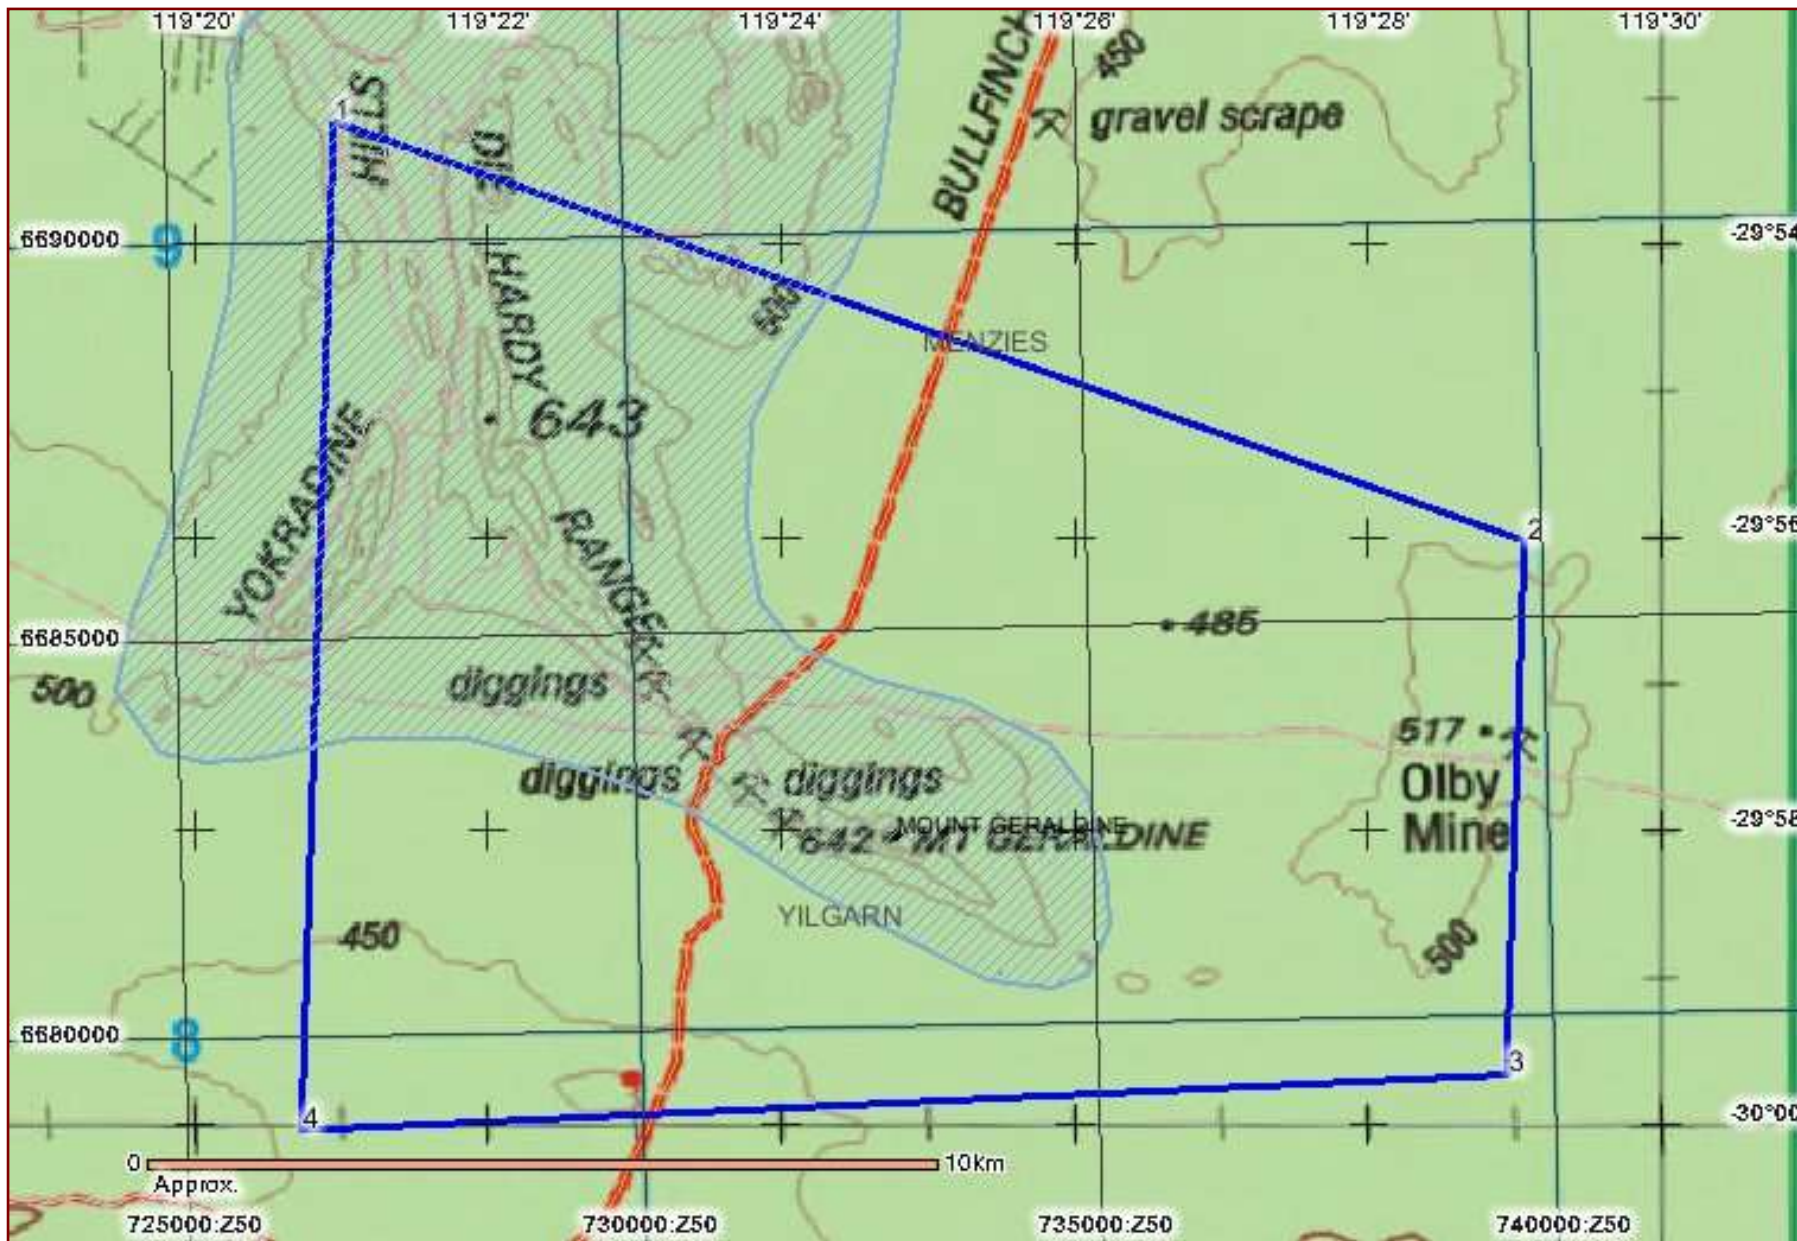 119°20' 119°22' 119°24' 119°26' 119°28' 119°30'
BULLFINCH
450
1
HILLS
gravel scrape
DIE
HARDY
RANGE
6690000
9
-29°54
500
MENZIES
643
YOKRADINE
2
-29°56
485
6685000
500
diggings
517
diggings
diggings
Olby
Mine
-29°58
642 MT GERALDINE
MOUNT GERALDINE
YILGARN
450
500
6680000
8
3
4
-30°00
0 10km
Approx.
725000:Z50 730000:Z50 735000:Z50 740000:Z50